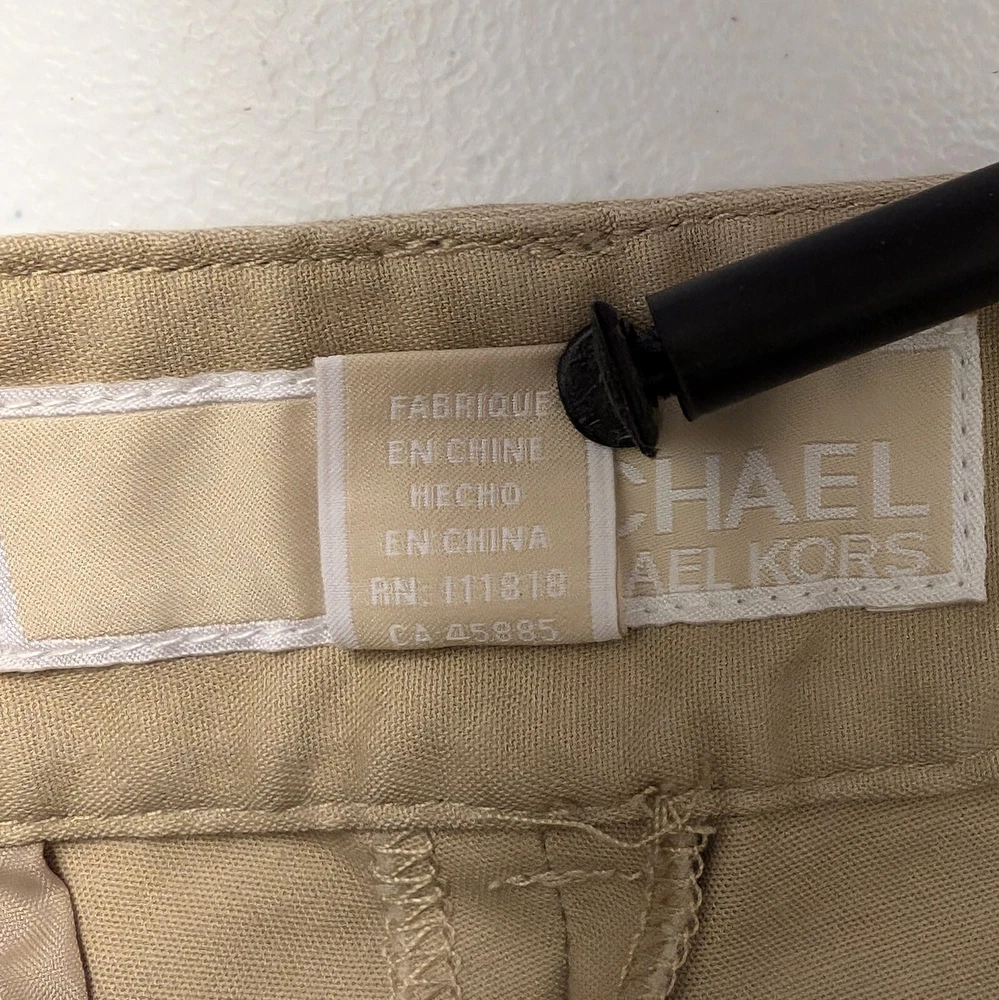 FABRIQUE
EN CHINE
HECHO
EN CHINA
RN: 111818
CA 45885
CHAEL
AEL KORS